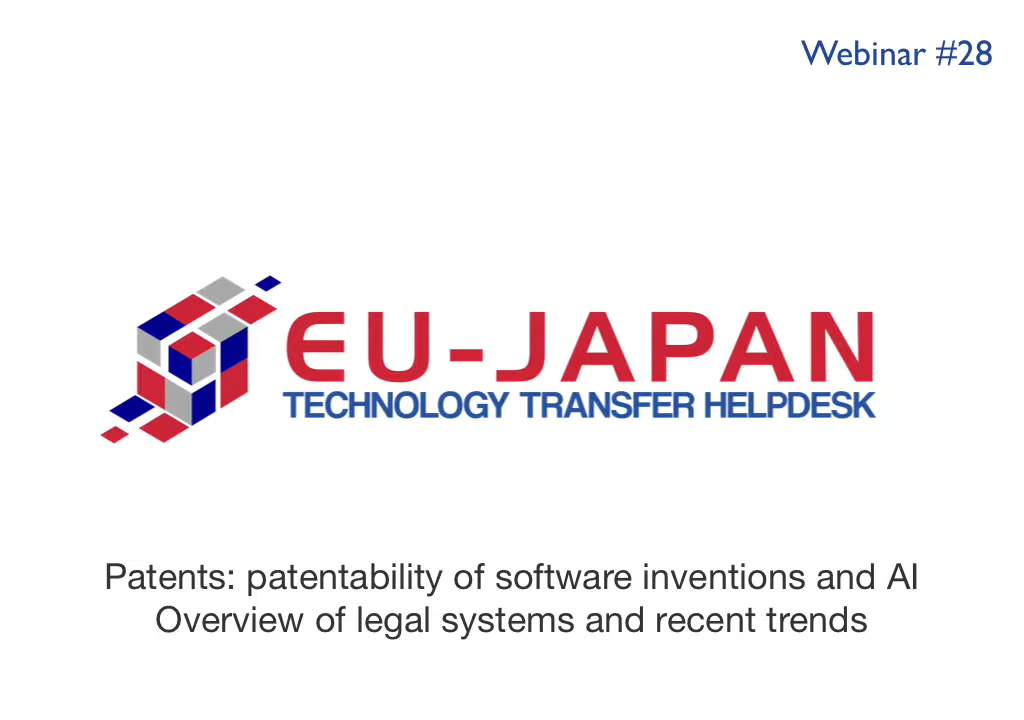 Webinar #28
EU-JAPAN
TECHNOLOGY TRANSFER HELPDESK
Patents: patentability of software inventions and AI
Overview of legal systems and recent trends